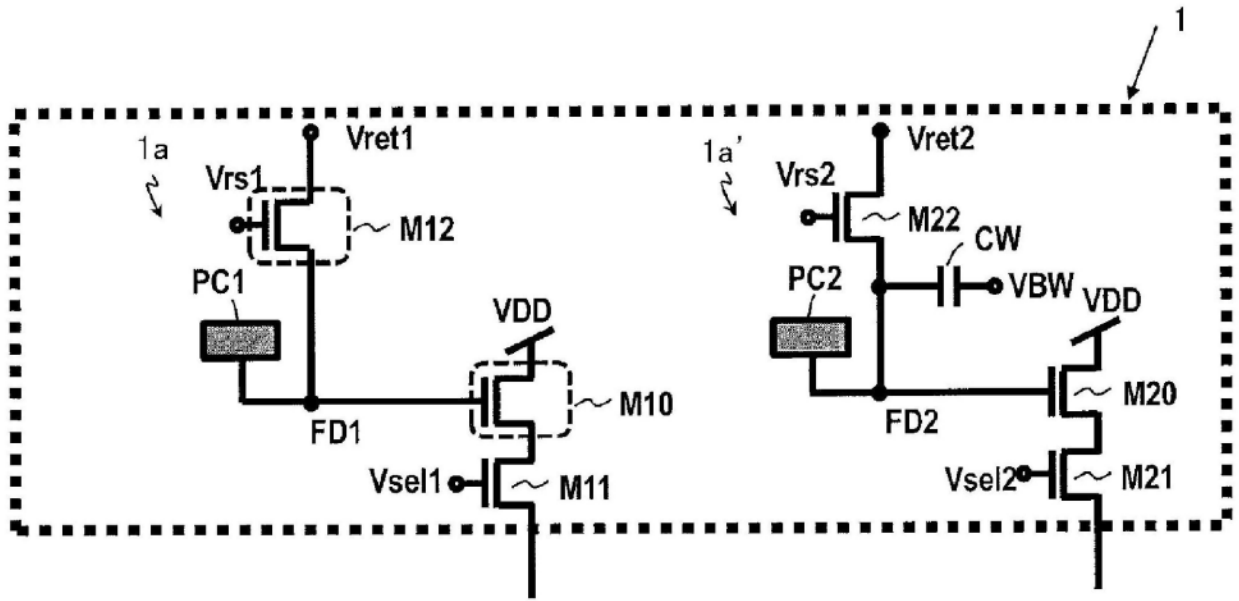 1
1a
Vret1
Vrs1
M12
PC1
VDD
M10
FD1
Vsel1
M11
1a'
Vret2
Vrs2
M22
CW
PC2
VBW
VDD
M20
FD2
Vsel2
M21